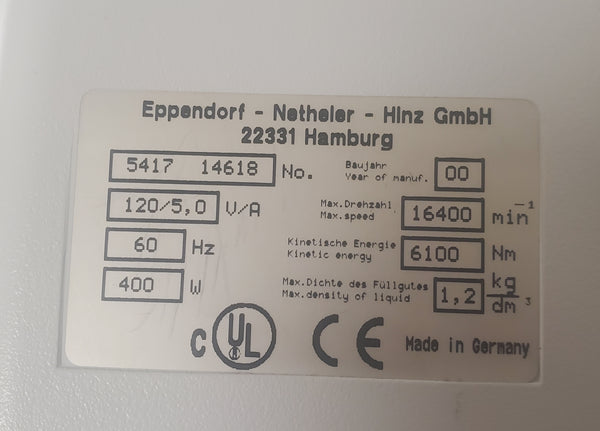 Eppendorf - Netheler - Hinz GmbH
22331 Hamburg
5417 14618 No.
Baujahr
Year of manuf. 00
120/5,0 V/A
Max.Drehzahl
Max.speed 16400 min⁻¹
60 Hz
Kinetische Energie
Kinetic energy 6100 Nm
400 W
Max.Dichte des Füllgutes
Max.density of liquid 1,2 kg/dm³
C UL ® CE Made in Germany